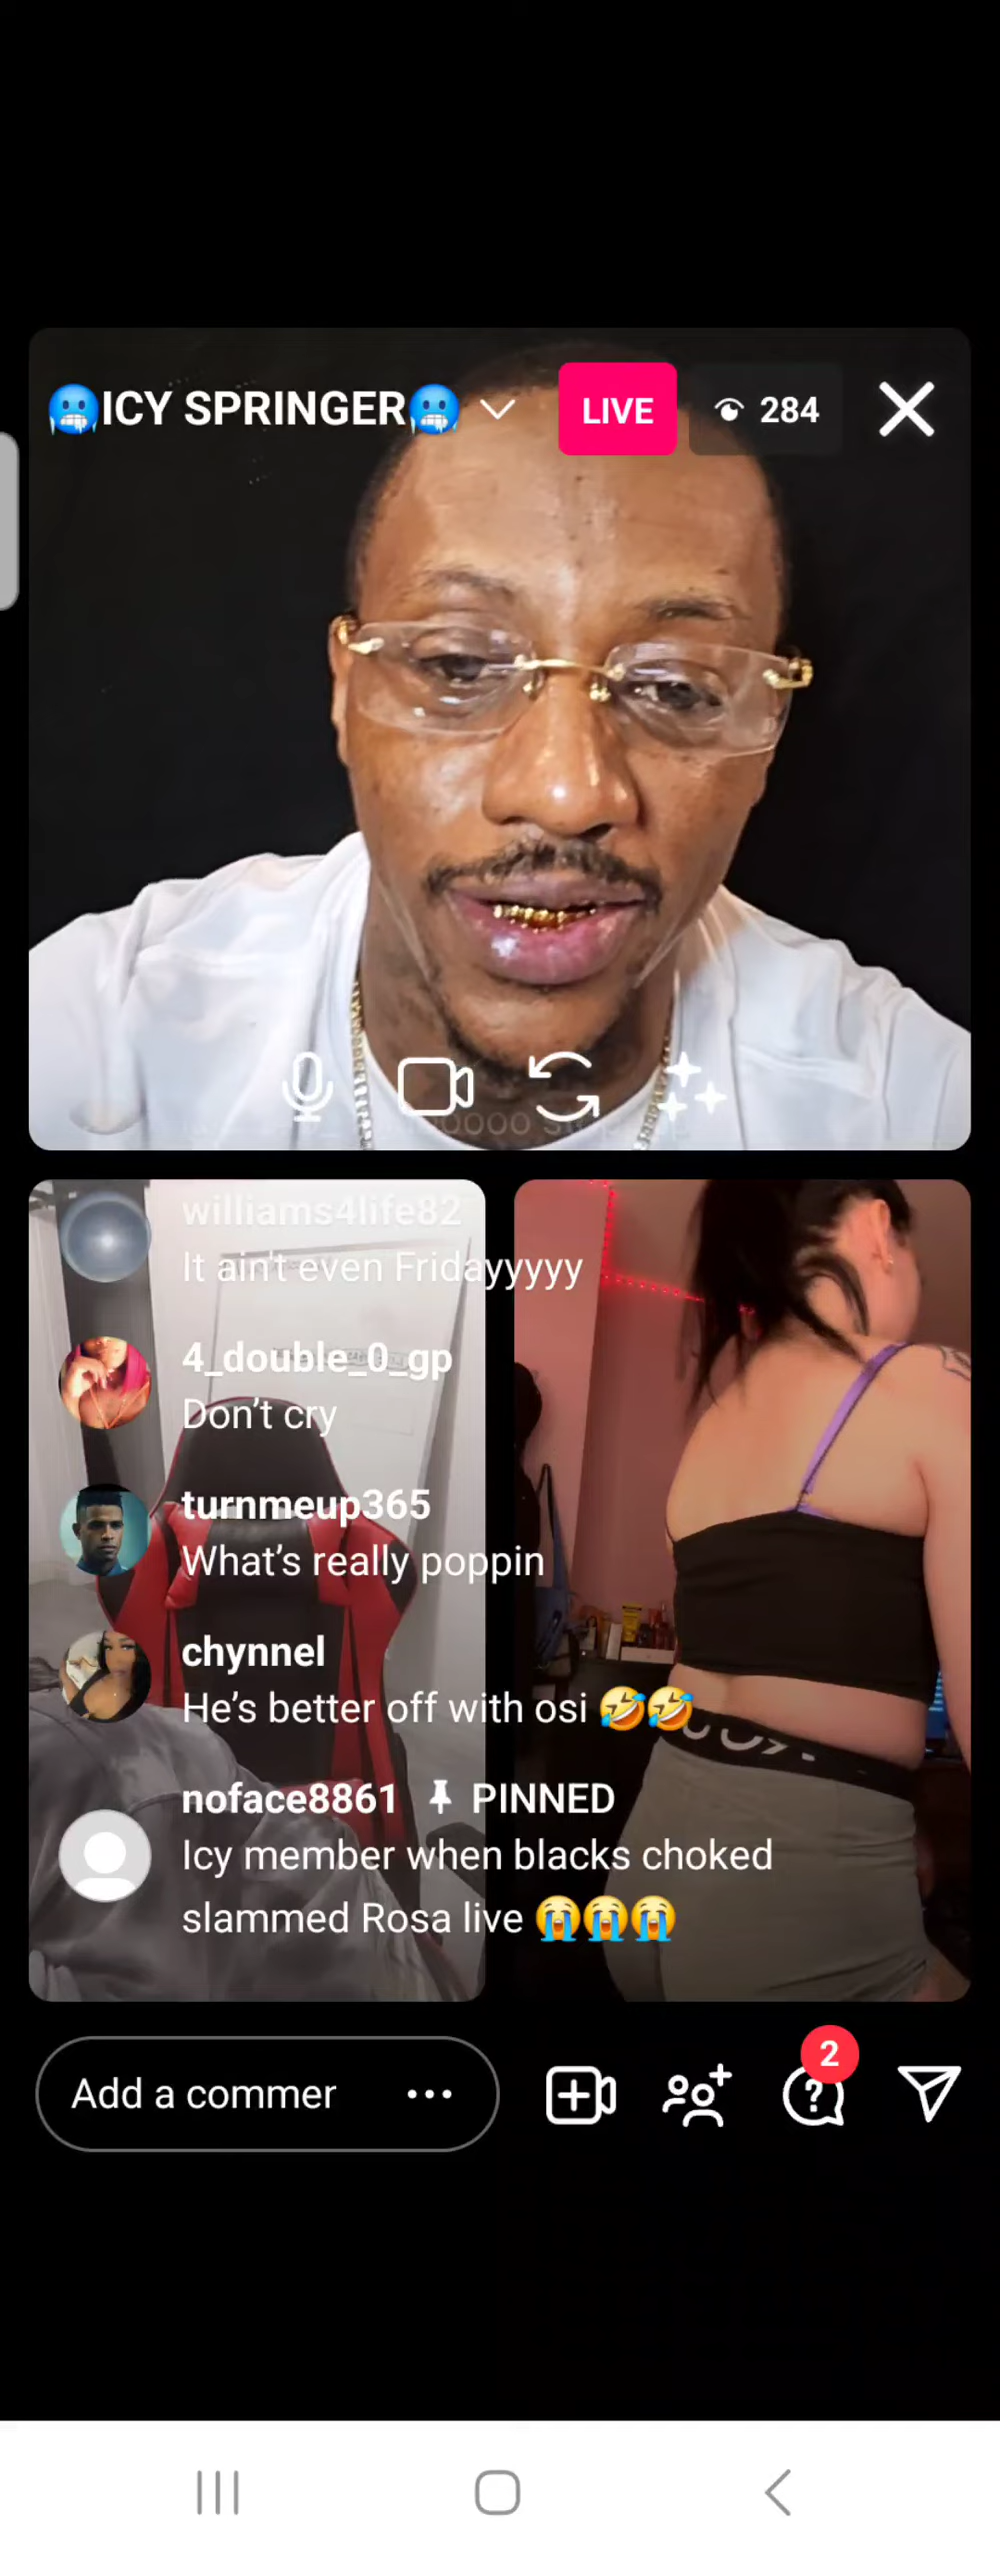 🥶ICY SPRINGER🥶
LIVE
284
williams4life82
It ain't even Fridayyyyy
4_double_0_gp
Don't cry
turnmeup365
What's really poppin
chynnel
He's better off with osi 🤣🤣
noface8861 PINNED
Icy member when blacks choked
slammed Rosa live 😭😭😭
Add a commer
2